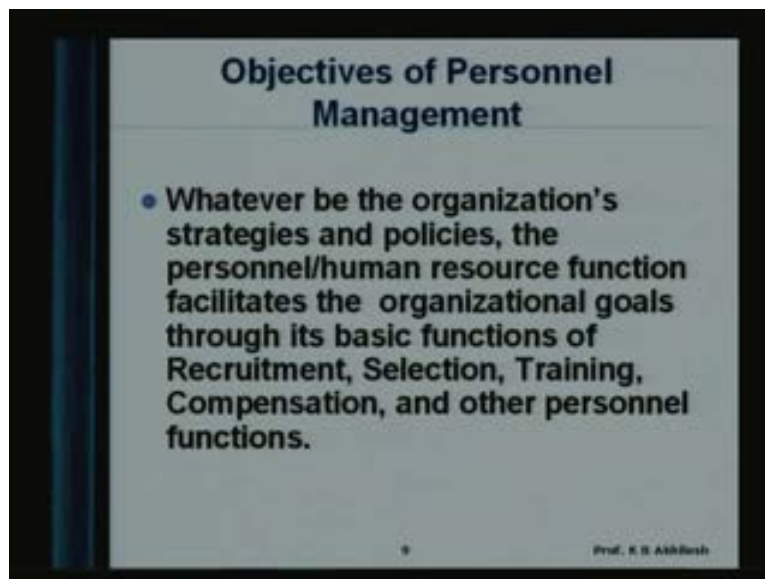 Objectives of Personnel
Management
Whatever be the organization's
strategies and policies, the
personnel/human resource function
facilitates the organizational goals
through its basic functions of
Recruitment, Selection, Training,
Compensation, and other personnel
functions.
9
Prof. K B Akhilesh